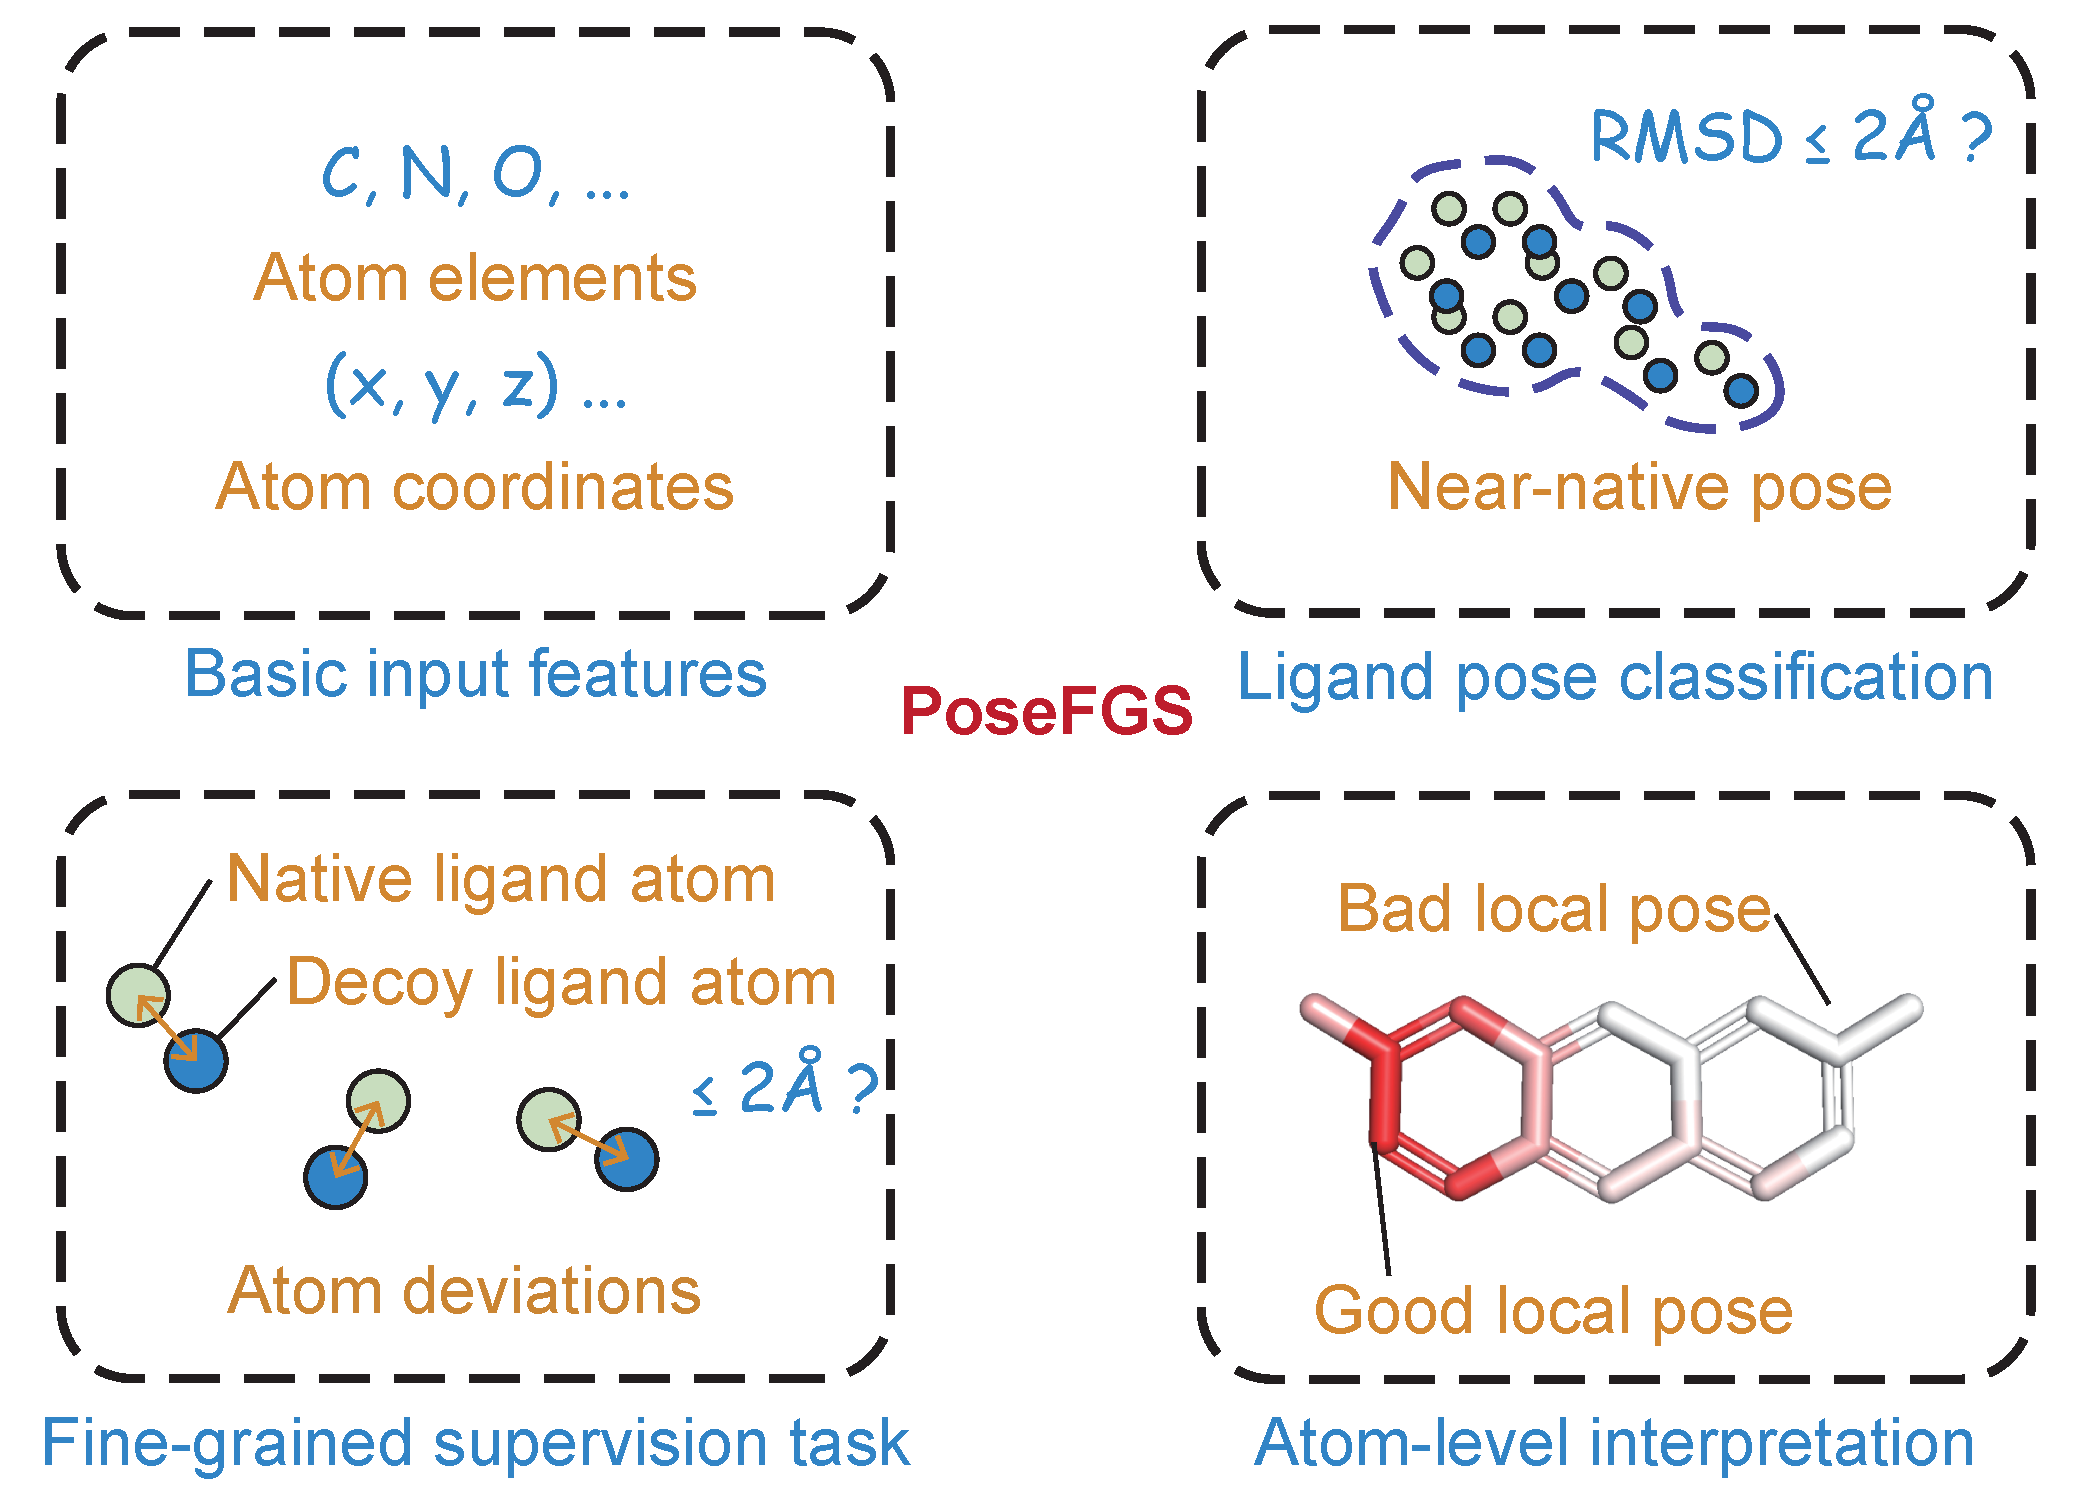 C, N, O, ...
Atom elements
(x, y, z) ...
Atom coordinates
Basic input features
RMSD ≤ 2Å ?
Near-native pose
Ligand pose classification
PoseFGS
Native ligand atom
Decoy ligand atom
≤ 2Å ?
Atom deviations
Fine-grained supervision task
Bad local pose
Good local pose
Atom-level interpretation